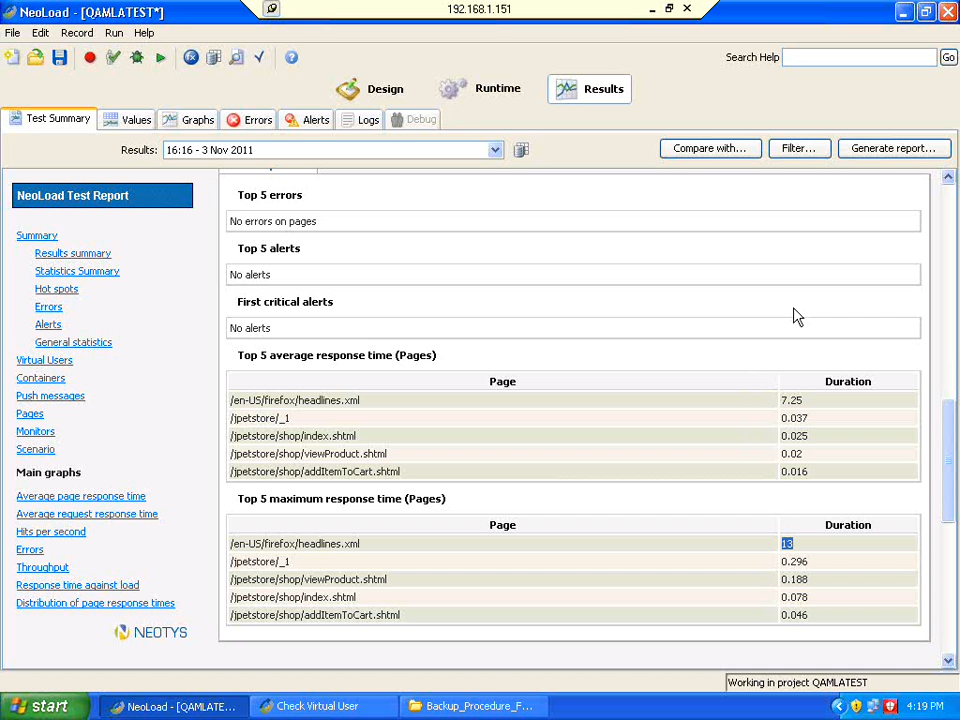 NeoLoad - [QAMLATEST*]
192.168.1.151
File Edit Record Run Help
Search Help Go
Design Runtime Results
Test Summary Values Graphs Errors Alerts Logs Debug
Results: 16:16 - 3 Nov 2011 Compare with... Filter... Generate report...
NeoLoad Test Report
Summary
Results summary
Statistics Summary
Hot spots
Errors
Alerts
General statistics
Virtual Users
Containers
Push messages
Pages
Monitors
Scenario
Main graphs
Average page response time
Average request response time
Hits per second
Errors
Throughput
Response time against load
Distribution of page response times
NEOTYS
Top 5 errors
No errors on pages
Top 5 alerts
No alerts
First critical alerts
No alerts
Top 5 average response time (Pages)
Page Duration
/en-US/firefox/headlines.xml 7.25
/jpetstore/_1 0.037
/jpetstore/shop/index.shtml 0.025
/jpetstore/shop/viewProduct.shtml 0.02
/jpetstore/shop/addItemToCart.shtml 0.016
Top 5 maximum response time (Pages)
Page Duration
/en-US/firefox/headlines.xml 13
/jpetstore/_1 0.296
/jpetstore/shop/viewProduct.shtml 0.188
/jpetstore/shop/index.shtml 0.078
/jpetstore/shop/addItemToCart.shtml 0.046
Working in project QAMLATEST
start NeoLoad - [QAMLATE... Check Virtual User Backup_Procedure_F... 4:19 PM